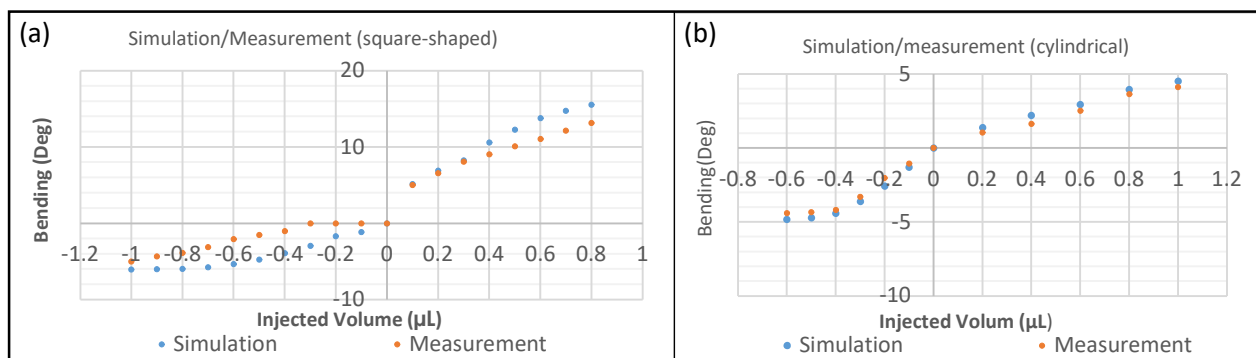 (a)
Simulation/Measurement (square-shaped)
20
10
-10
-1.2 -1 -0.8 -0.6 -0.4 -0.2 0 0.2 0.4 0.6 0.8 1
Bending (Deg)
Injected Volume (µL)
Simulation Measurement
(b)
Simulation/measurement (cylindrical)
5
-0.8 -0.6 -0.4 -0.2 0 0.2 0.4 0.6 0.8 1 1.2
-5
-10
Bending(Deg)
Injected Volum (µL)
Simulation Measurement